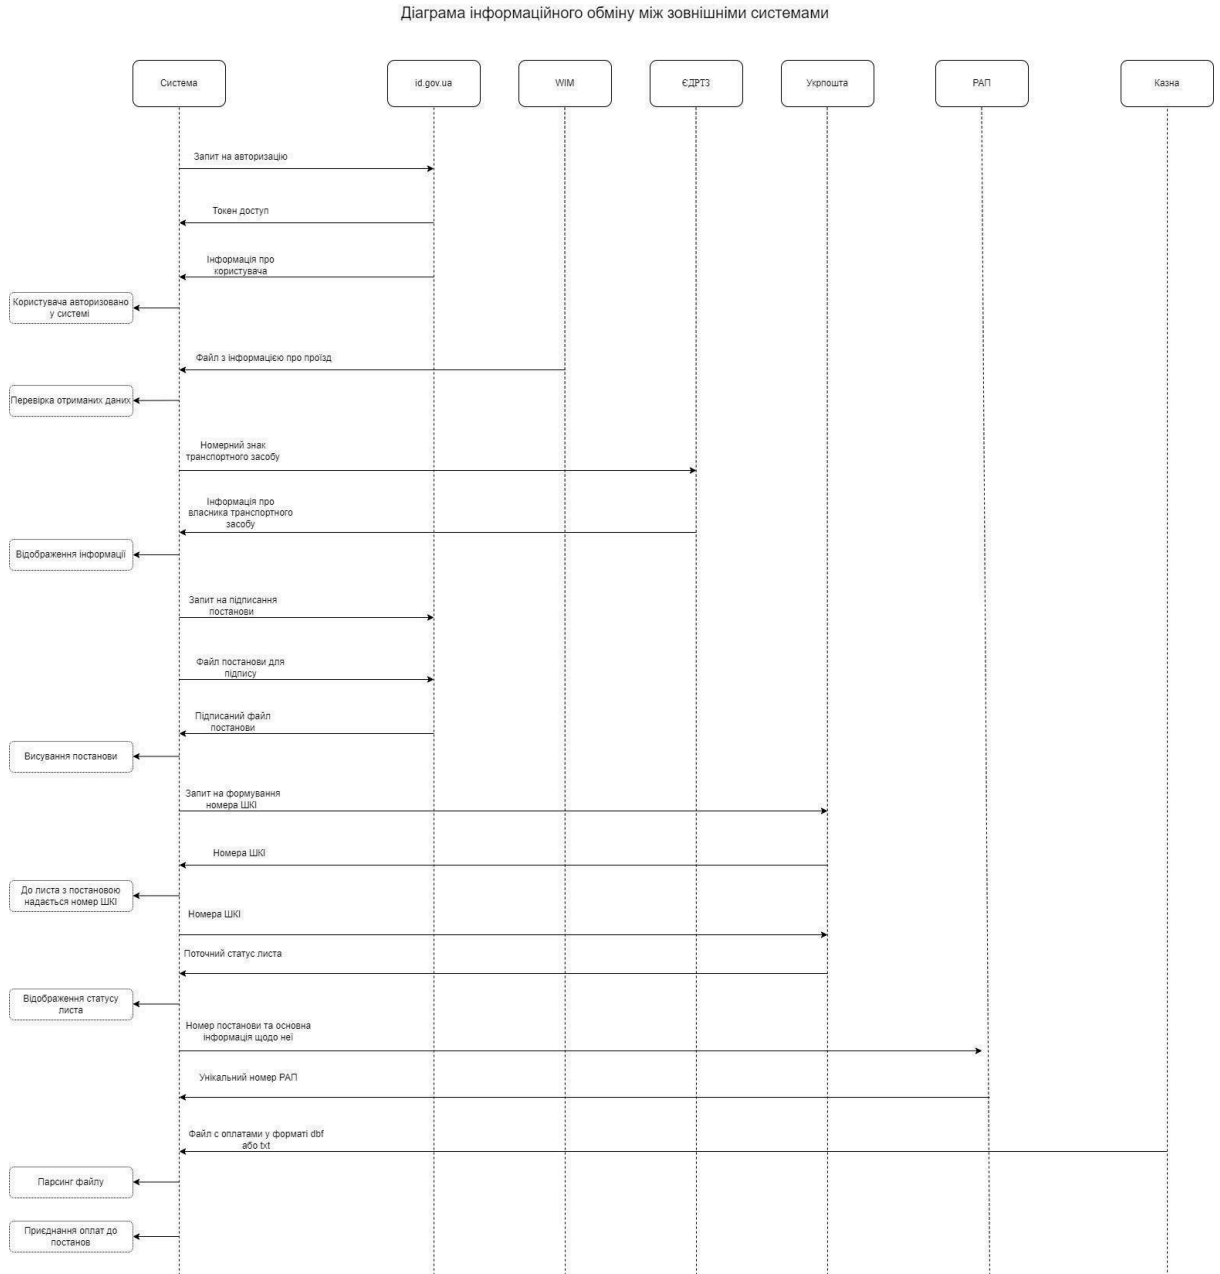 Діаграма інформаційного обміну між зовнішніми системами
Система
id.gov.ua
WIM
ЄДРТЗ
Укрпошта
РАП
Казна
Запит на авторизацію
Токен доступ
Інформація про
користувача
Користувача авторизовано
у системі
Файл з інформацією про проїзд
Перевірка отриманих даних
Номерний знак
транспортного засобу
Інформація про
власника транспортного
засобу
Відображення інформації
Запит на підписання
постанови
Файл постанови для
підпису
Підписаний файл
постанови
Висування постанови
Запит на формування
номера ШКІ
Номера ШКІ
До листа з постановою
надається номер ШКІ
Номера ШКІ
Поточний статус листа
Відображення статусу
листа
Номер постанови та основна
інформація щодо неї
Унікальний номер РАП
Файл с оплатами у форматі dbf
або txt
Парсинг файлу
Приєднання оплат до
постанов